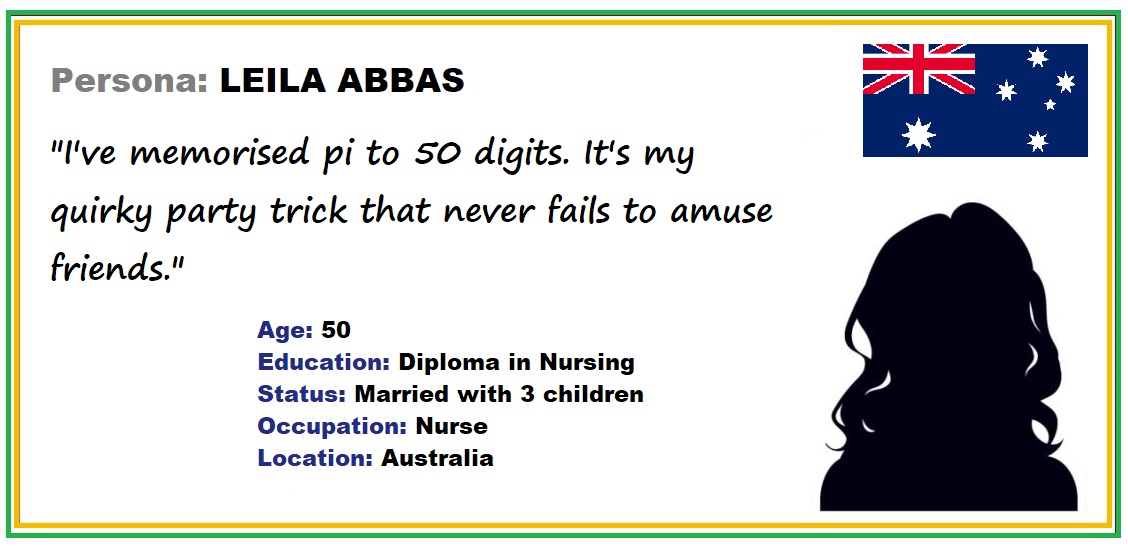 Persona: LEILA ABBAS
"I've memorised pi to 50 digits. It's my
quirky party trick that never fails to amuse
friends."
Age: 50
Education: Diploma in Nursing
Status: Married with 3 children
Occupation: Nurse
Location: Australia